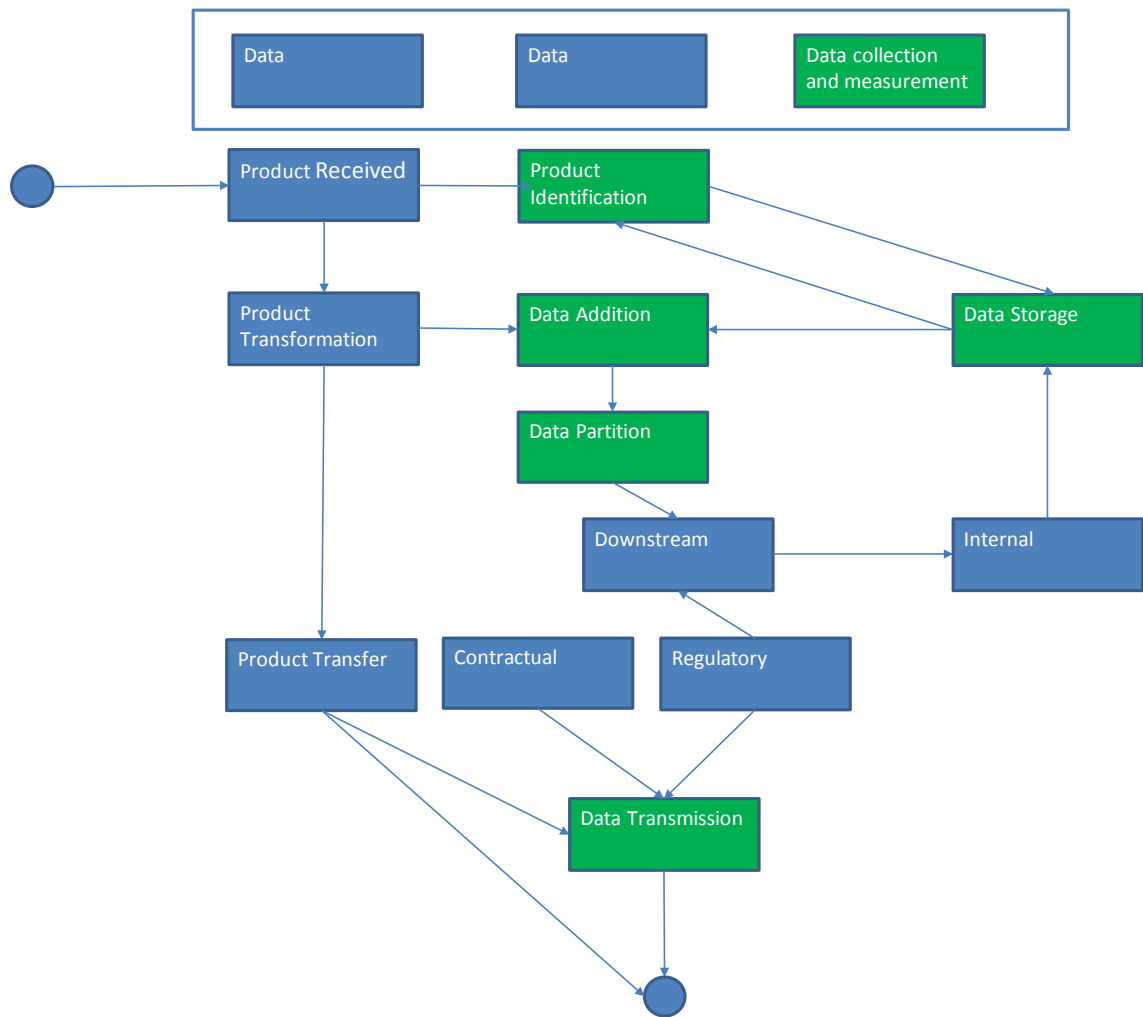 Data
Data
Data collection
and measurement
Product Received
Product
Identification
Product
Transformation
Data Addition
Data Storage
Data Partition
Downstream
Internal
Product Transfer
Contractual
Regulatory
Data Transmission